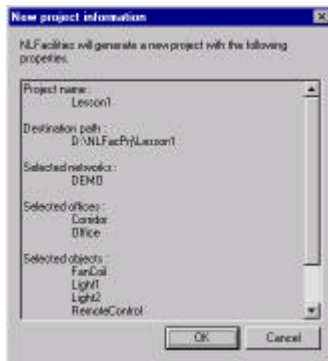 New project information
NLFacilities will generate a new project with the following
properties.
Project name :
Lesson1
Destination path :
D:\NLFacPrj\Lesson1
Selected networks :
DEMO
Selected offices :
Corridor
Office
Selected objects :
FanCoil
Light1
Light2
RemoteControl
OK
Cancel